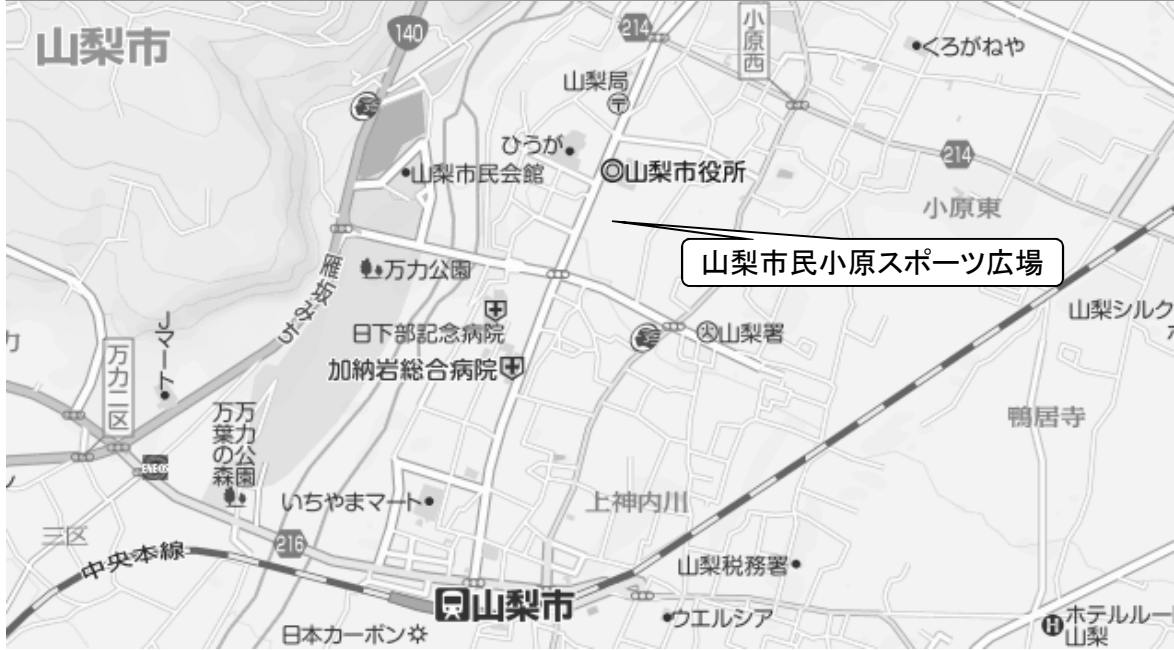 山梨市
140
214
小原西
くろがねや
山梨局
ひうが
山梨市民会館
◎山梨市役所
214
小原東
山梨市民小原スポーツ広場
雁坂みち
万力公園
日下部記念病院
山梨署
山梨シルク
Jマート
万力二区
加納岩総合病院
鴨居寺
万力公園
万葉の森
ENEOS
いちやまマート
上神内川
三区
216
中央本線
山梨税務署
山梨市
ウエルシア
日本カーボン
H
ホテルルー
山梨